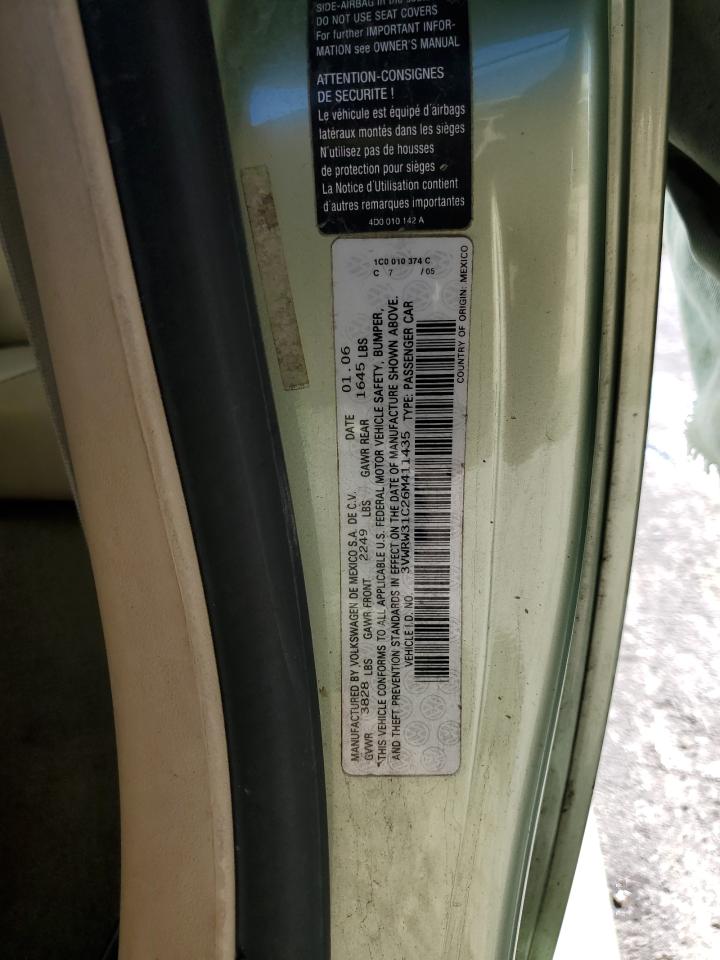 SIDE-AIRBAG in the
DO NOT USE SEAT COVERS
For further IMPORTANT INFOR-
MATION see OWNER'S MANUAL
ATTENTION-CONSIGNES
DE SECURITE !
Le véhicule est équipé d'airbags
latéraux montés dans les sièges
N'utilisez pas de housses
de protection pour sièges
La Notice d'Utilisation contient
d'autres remarques importantes
4D0 010 142 A
1C0 010 374 C
C 7 / 05
MANUFACTURED BY VOLKSWAGEN DE MEXICO S.A. DE C.V. DATE 01.06
GVWR 3828 LBS GAWR FRONT 2249 LBS GAWR REAR 1645 LBS
*THIS VEHICLE CONFORMS TO ALL APPLICABLE U.S. FEDERAL MOTOR VEHICLE SAFETY, BUMPER,
AND THEFT PREVENTION STANDARDS IN EFFECT ON THE DATE OF MANUFACTURE SHOWN ABOVE.
VEHICLE I.D. NO. 3VWRW31C26M411435 TYPE: PASSENGER CAR
COUNTRY OF ORIGIN: MEXICO